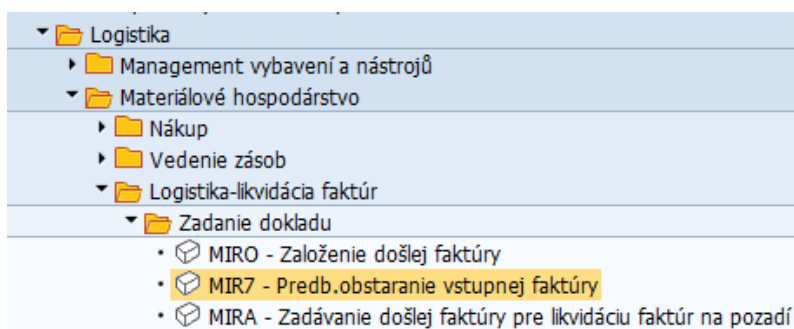 Logistika
Management vybavení a nástrojů
Materiálové hospodárstvo
Nákup
Vedenie zásob
Logistika-likvidácia faktúr
Zadanie dokladu
MIRO - Založenie došlej faktúry
MIR7 - Predb.obstaranie vstupnej faktúry
MIRA - Zadávanie došlej faktúry pre likvidáciu faktúr na pozadí